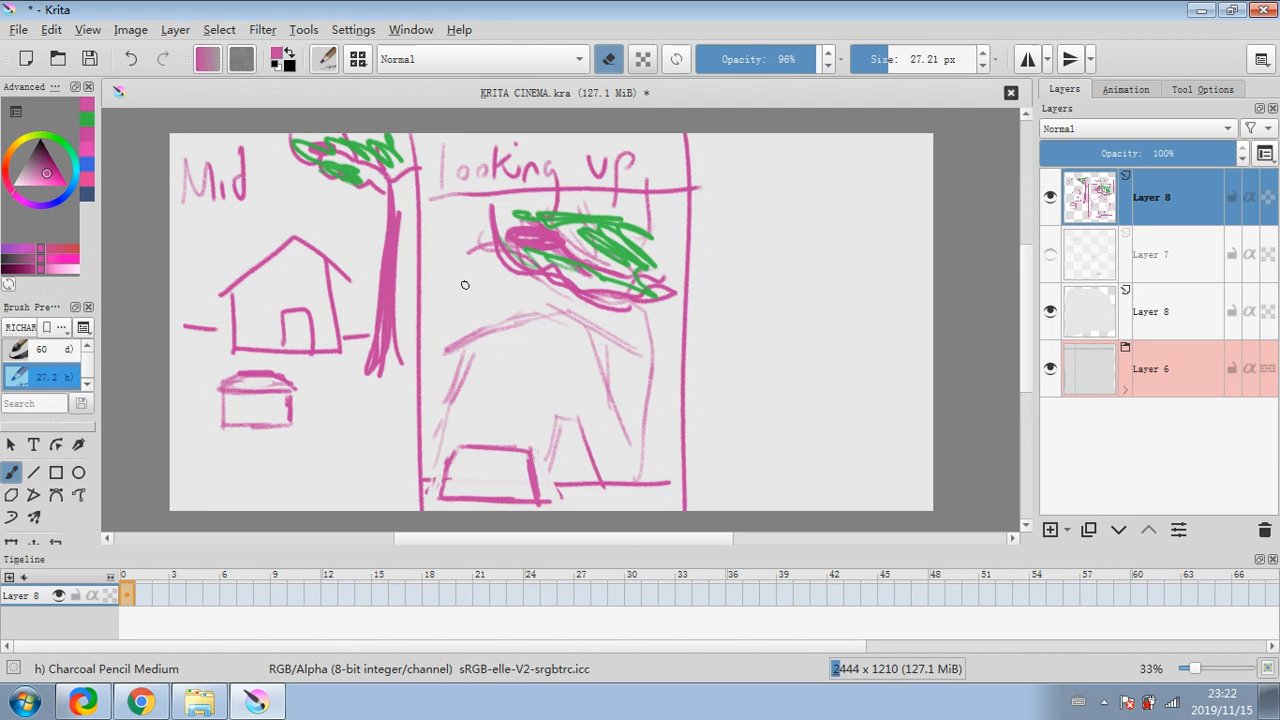 * - Krita
File Edit View Image Layer Select Filter Tools Settings Window Help
Normal Opacity: 96% Size: 27.21 px
Advanced ...
KRITA CINEMA.kra (127.1 MiB) *
Layers Animation Tool Options
Layers
Normal
Opacity: 100%
Layer 8
Layer 7
Layer 8
Layer 6
Mid
Looking up
Brush Pre...
RICHAR ...
60 d)
27.2 h)
Search
Timeline
0 3 6 9 12 15 18 21 24 27 30 33 36 39 42 45 48 51 54 57 60 63 66
Layer 8
h) Charcoal Pencil Medium
RGB/Alpha (8-bit integer/channel) sRGB-elle-V2-srgbtrc.icc
2444 x 1210 (127.1 MiB)
33%
23:22
2019/11/15